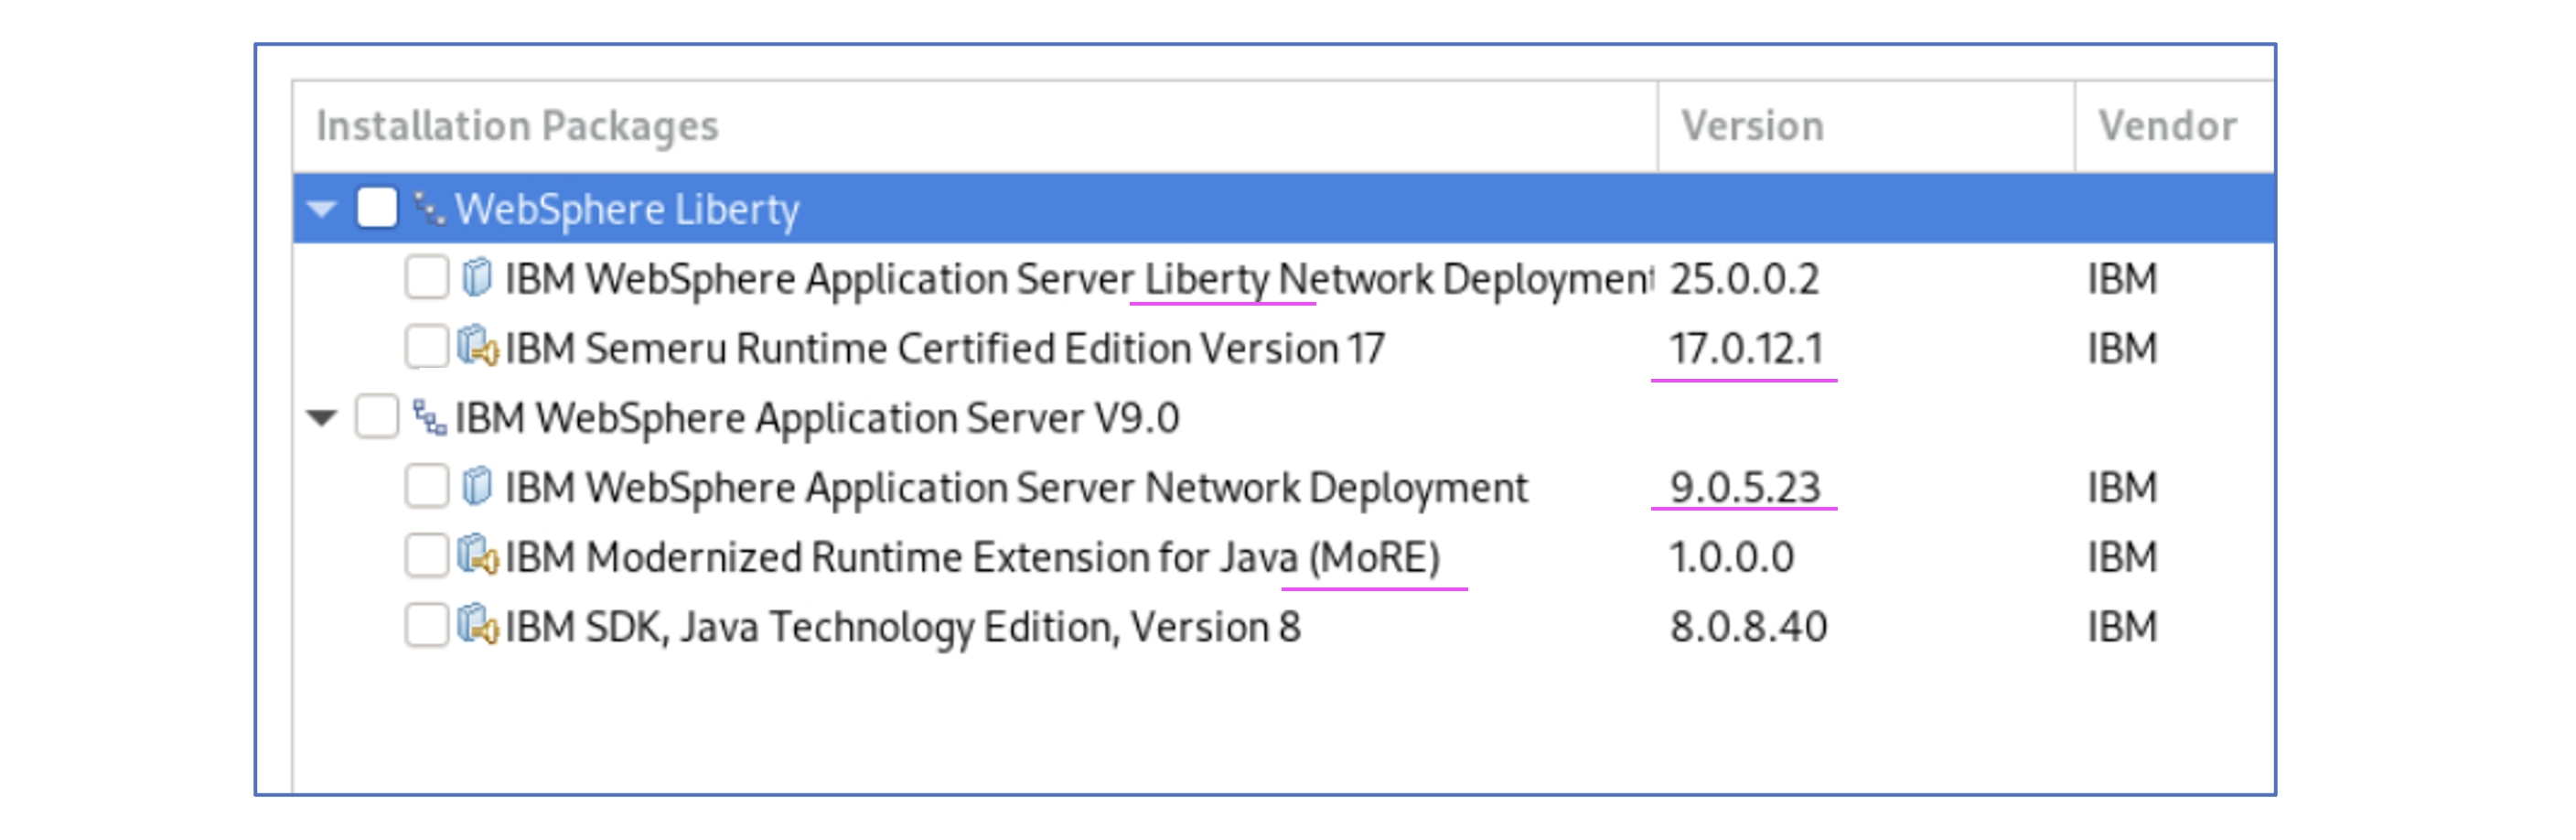 Installation Packages Version Vendor
WebSphere Liberty
IBM WebSphere Application Server Liberty Network Deployment 25.0.0.2 IBM
IBM Semeru Runtime Certified Edition Version 17 17.0.12.1 IBM
IBM WebSphere Application Server V9.0
IBM WebSphere Application Server Network Deployment 9.0.5.23 IBM
IBM Modernized Runtime Extension for Java (MoRE) 1.0.0.0 IBM
IBM SDK, Java Technology Edition, Version 8 8.0.8.40 IBM